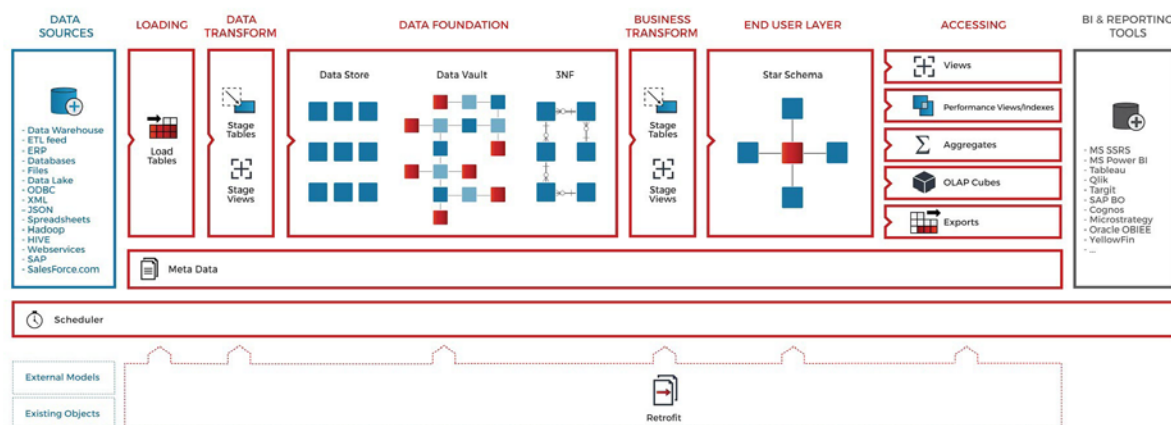 DATA
SOURCES
LOADING
DATA
TRANSFORM
DATA FOUNDATION
BUSINESS
TRANSFORM
END USER LAYER
ACCESSING
BI & REPORTING
TOOLS
- Data Warehouse
- ETL feed
- ERP
- Databases
- Files
- Data Lake
- ODBC
- XML
- JSON
- Spreadsheets
- Hadoop
- HIVE
- Webservices
- SAP
- SalesForce.com
Load
Tables
Stage
Tables
Stage
Views
Data Store
Data Vault
3NF
Stage
Tables
Stage
Views
Star Schema
Views
Performance Views/Indexes
Σ Aggregates
OLAP Cubes
Exports
- MS SSRS
- MS Power BI
- Tableau
- Qlik
- Targit
- SAP BO
- Cognos
- Microstrategy
- Oracle OBIEE
- YellowFin
- ...
Meta Data
Scheduler
External Models
Existing Objects
Retrofit